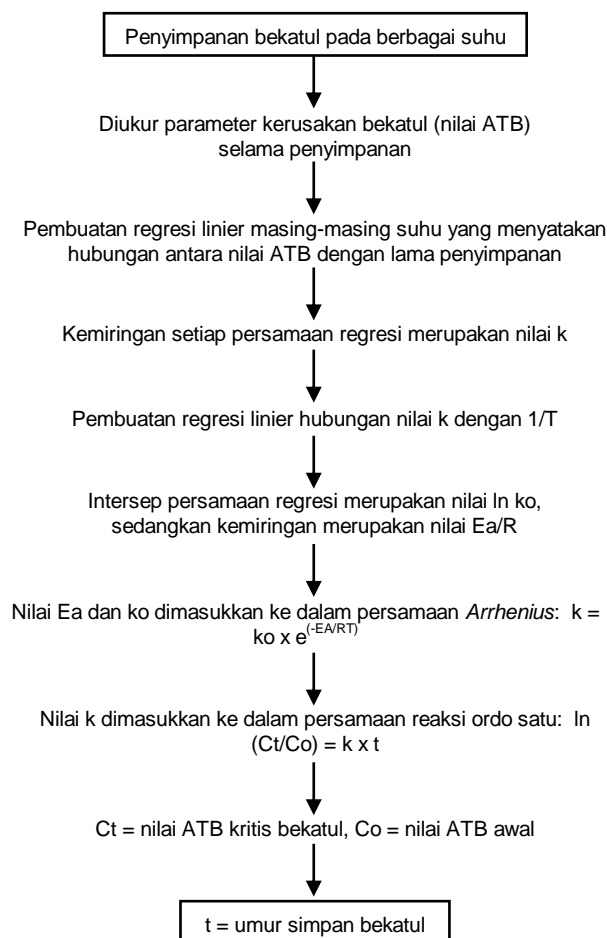 Penyimpanan bekatul pada berbagai suhu
Diukur parameter kerusakan bekatul (nilai ATB)
selama penyimpanan
Pembuatan regresi linier masing-masing suhu yang menyatakan
hubungan antara nilai ATB dengan lama penyimpanan
Kemiringan setiap persamaan regresi merupakan nilai k
Pembuatan regresi linier hubungan nilai k dengan 1/T
Intersep persamaan regresi merupakan nilai ln ko,
sedangkan kemiringan merupakan nilai Ea/R
Nilai Ea dan ko dimasukkan ke dalam persamaan Arrhenius: k =
ko x e(-EA/RT)
Nilai k dimasukkan ke dalam persamaan reaksi ordo satu: ln
(Ct/Co) = k x t
Ct = nilai ATB kritis bekatul, Co = nilai ATB awal
t = umur simpan bekatul